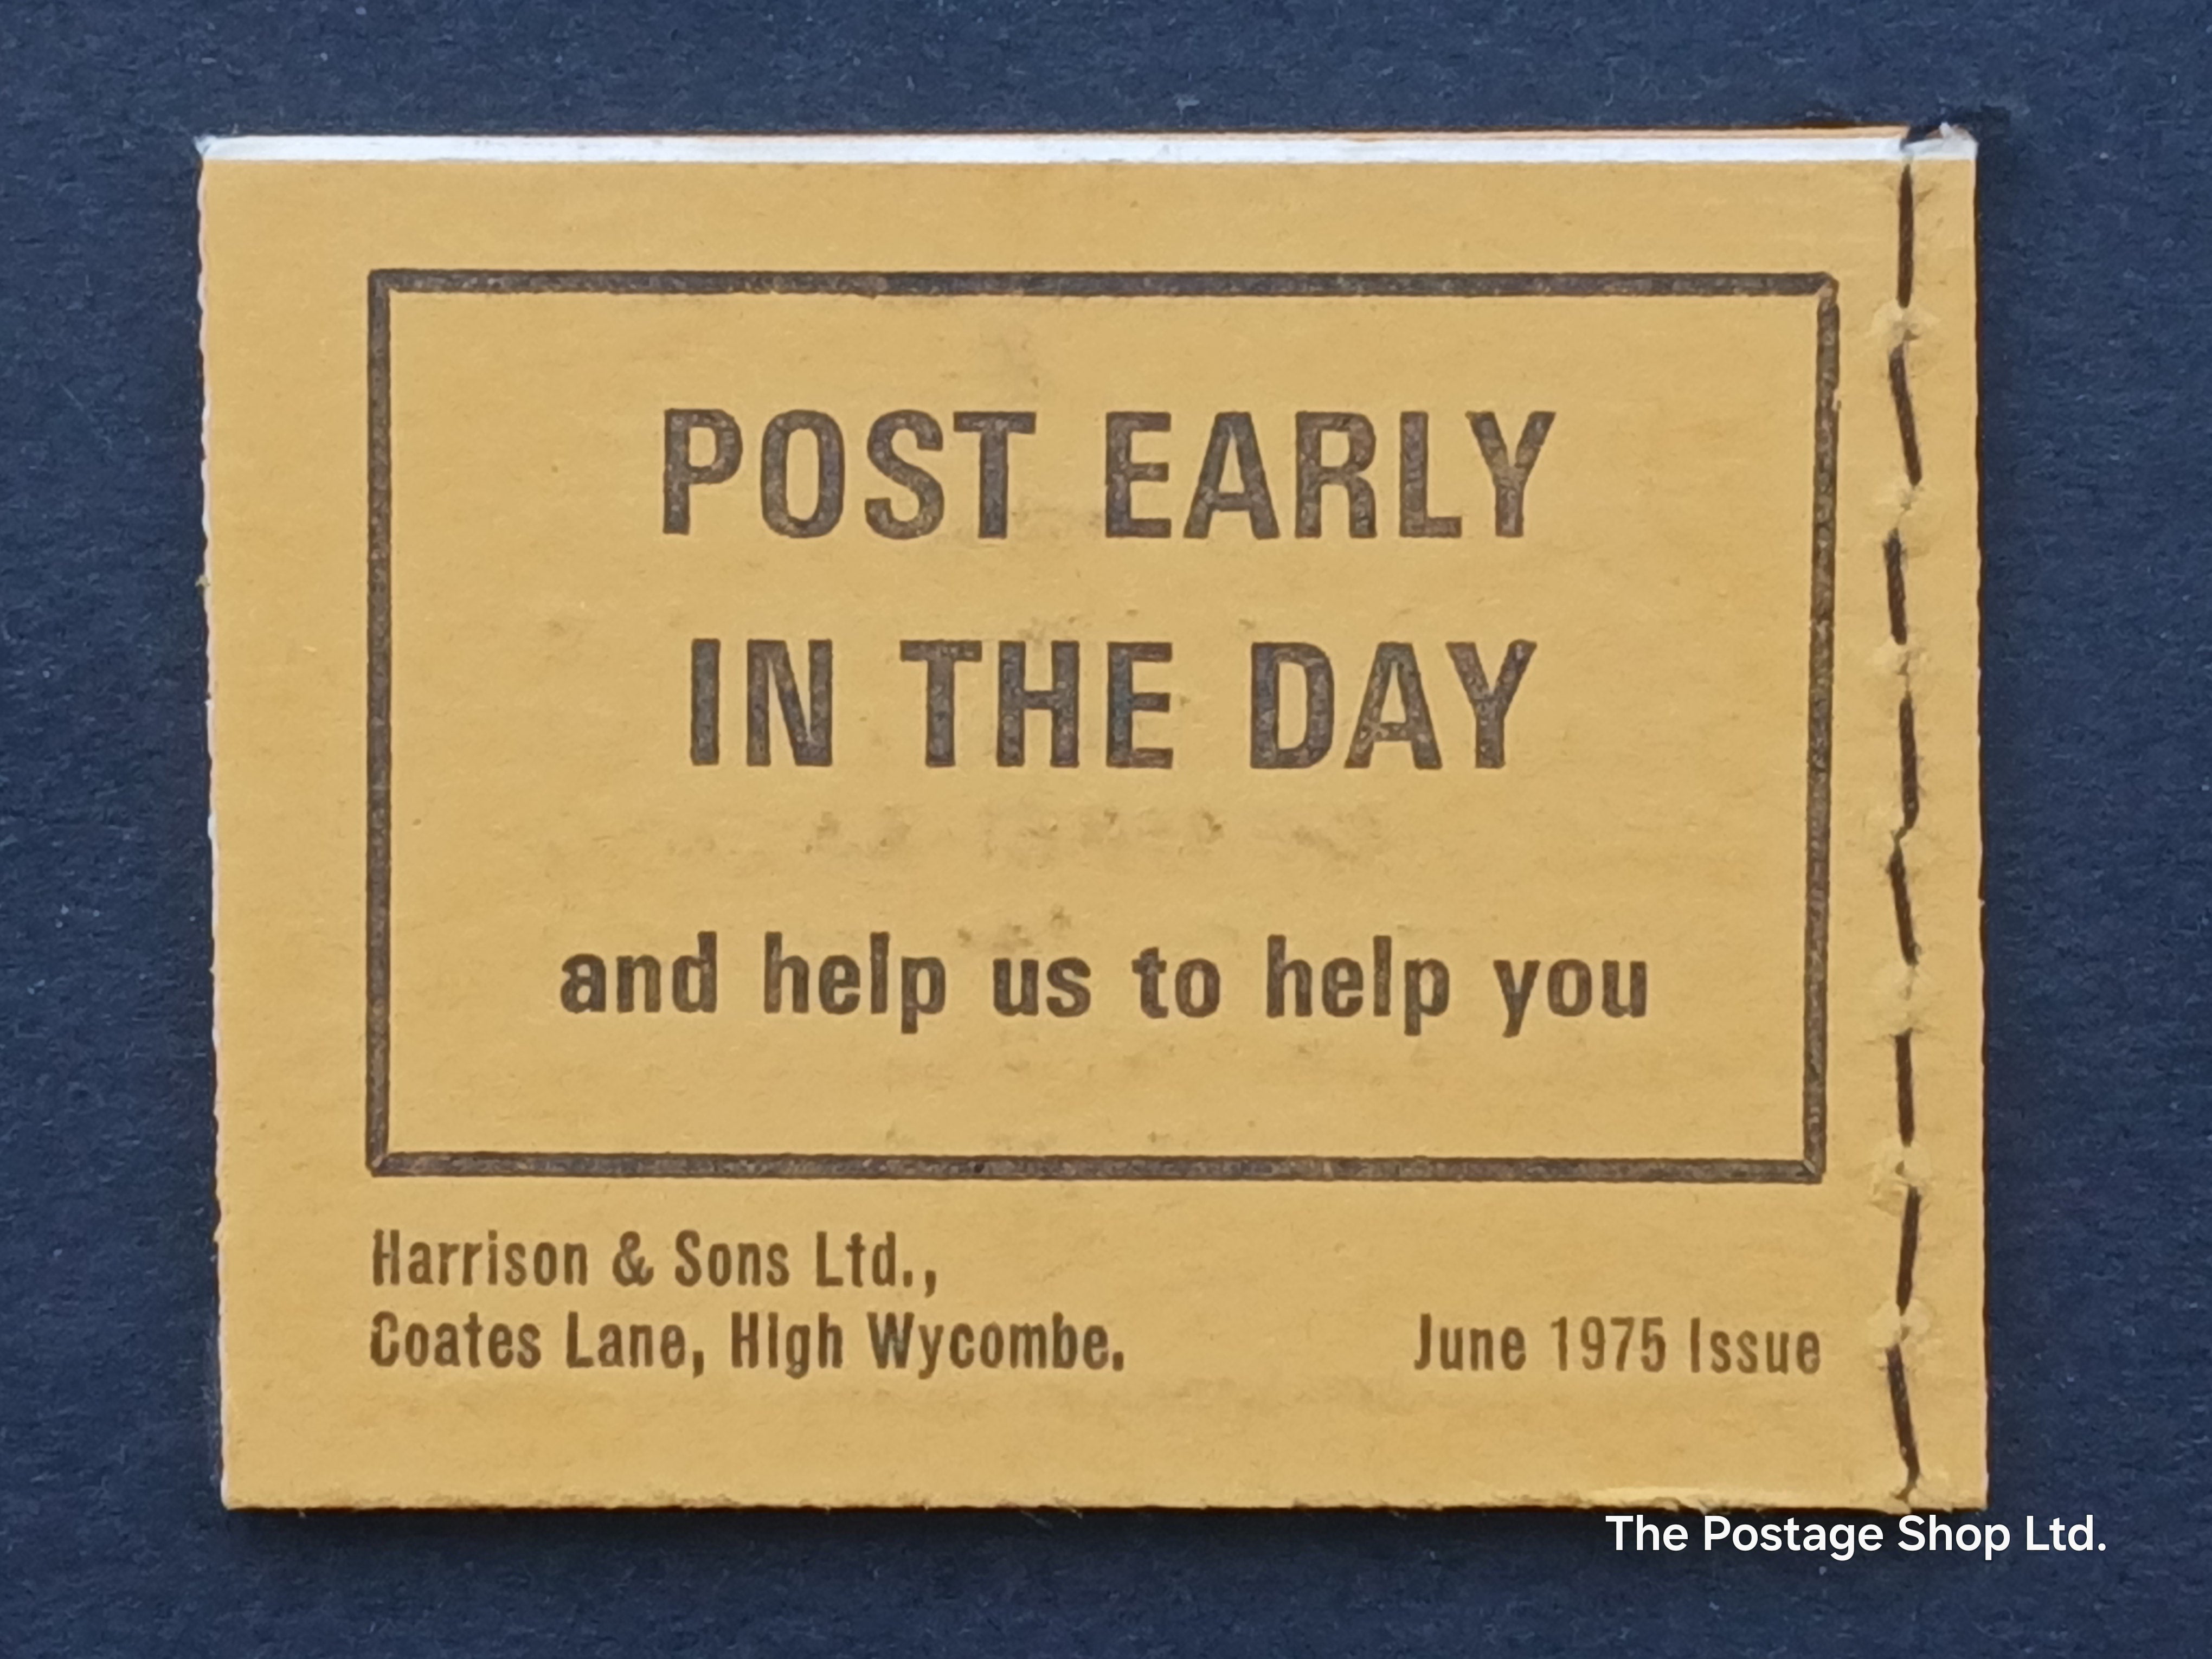 POST EARLY
IN THE DAY
and help us to help you
Harrison & Sons Ltd.,
Coates Lane, High Wycombe.
June 1975 Issue
The Postage Shop Ltd.